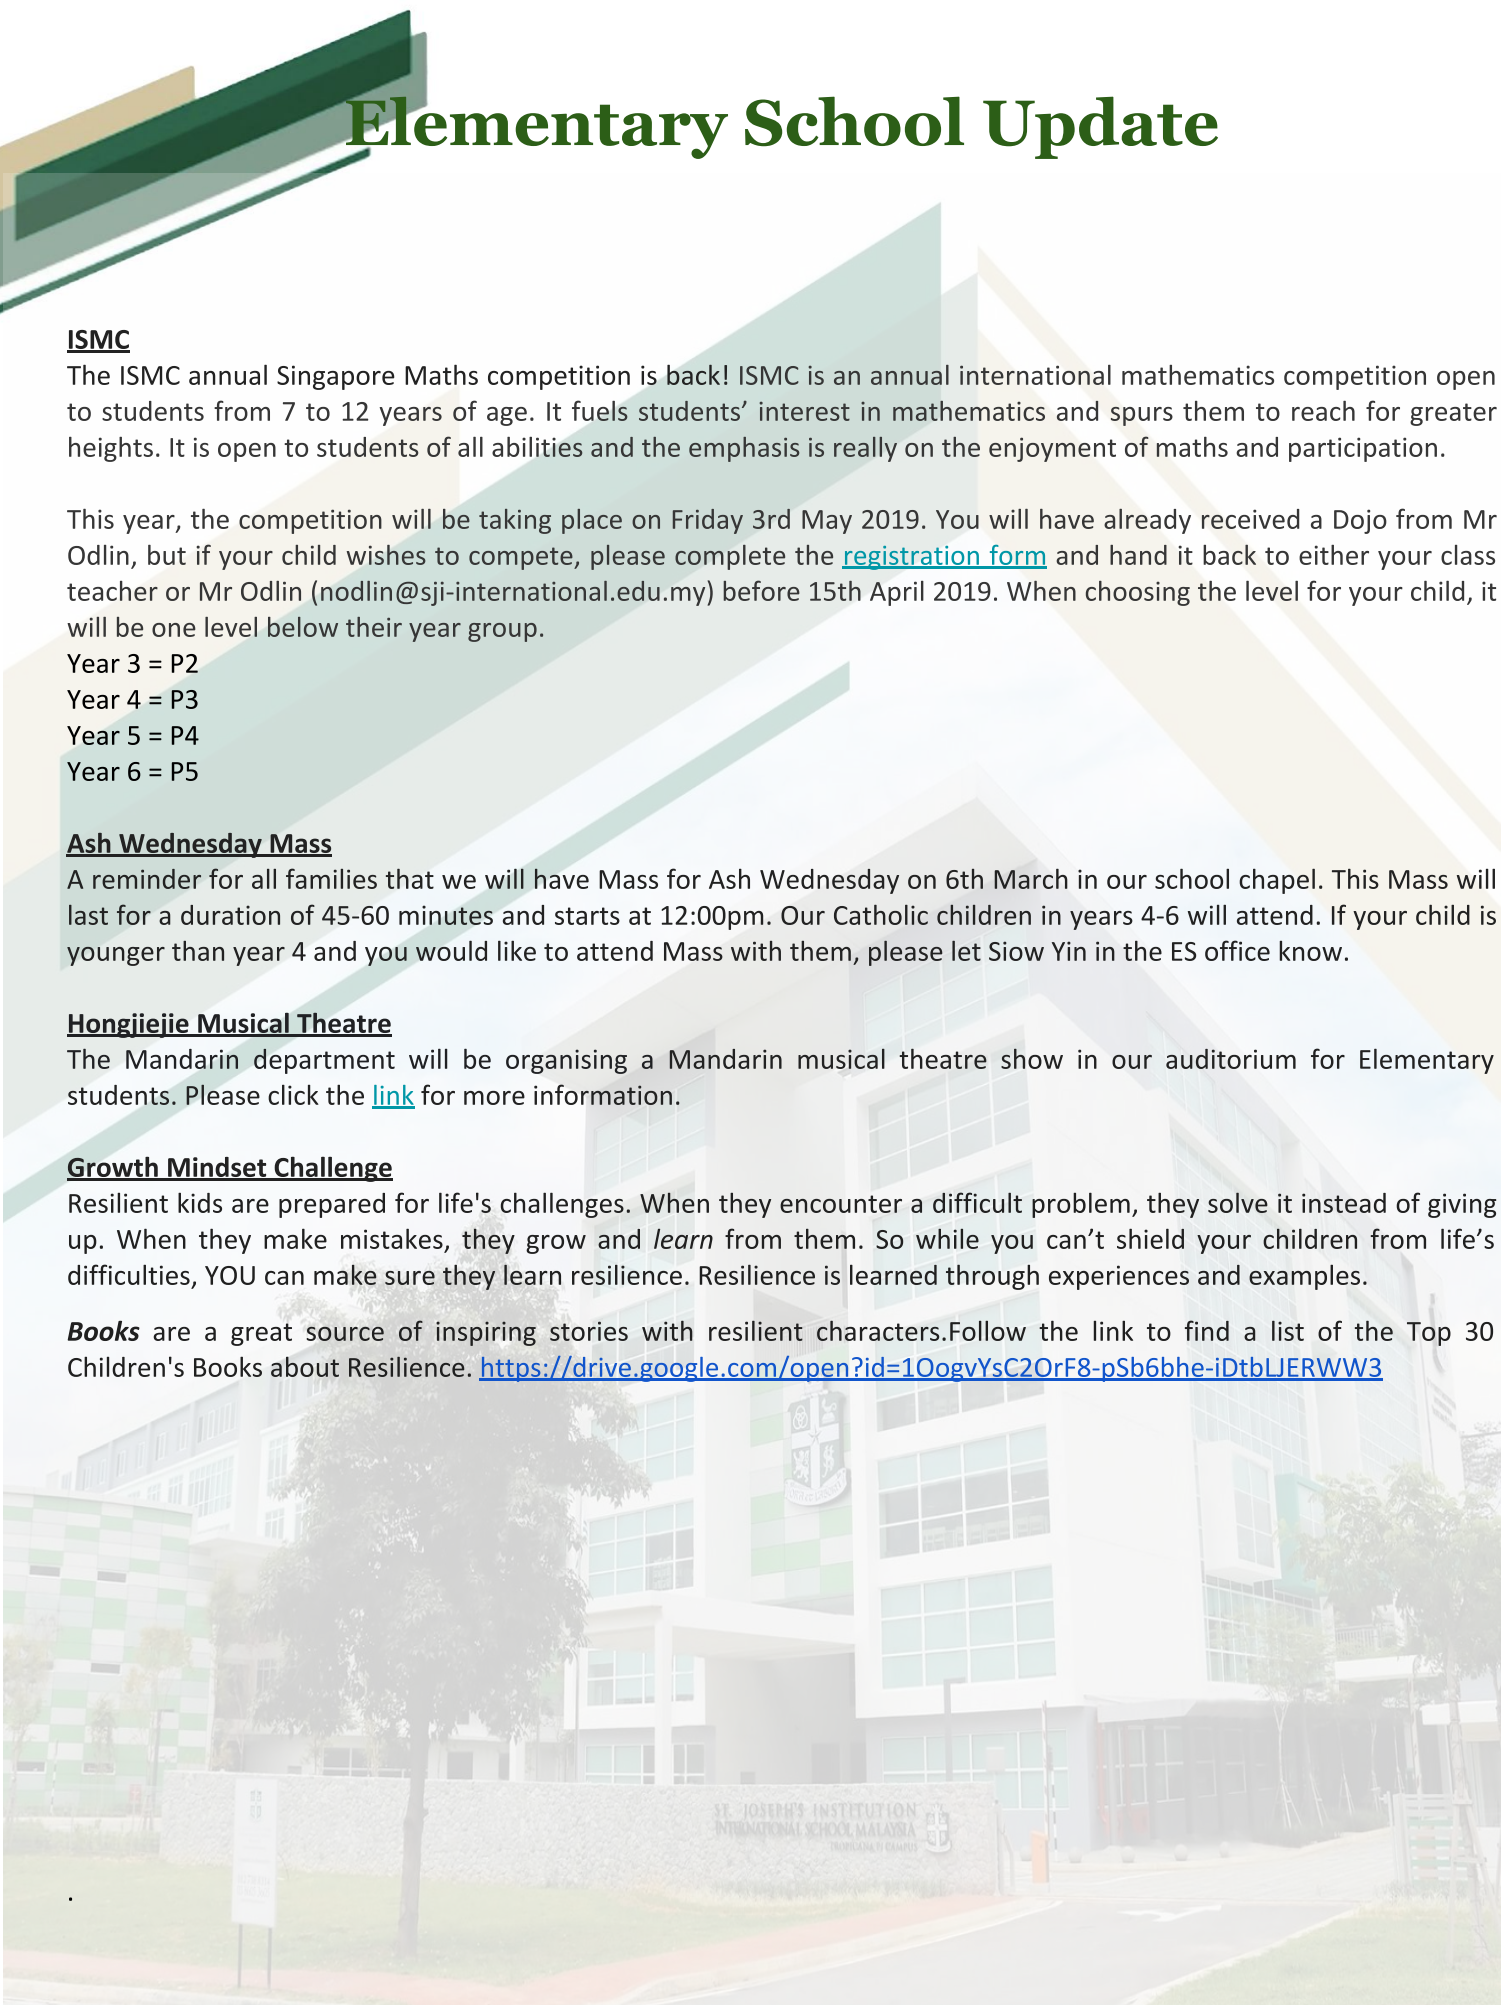 Elementary School Update
ISMC
The ISMC annual Singapore Maths competition is back! ISMC is an annual international mathematics competition open
to students from 7 to 12 years of age. It fuels students’ interest in mathematics and spurs them to reach for greater
heights. It is open to students of all abilities and the emphasis is really on the enjoyment of maths and participation.
This year, the competition will be taking place on Friday 3rd May 2019. You will have already received a Dojo from Mr
Odlin, but if your child wishes to compete, please complete the registration form and hand it back to either your class
teacher or Mr Odlin (nodlin@sji-international.edu.my) before 15th April 2019. When choosing the level for your child, it
will be one level below their year group.
Year 3 = P2
Year 4 = P3
Year 5 = P4
Year 6 = P5
Ash Wednesday Mass
A reminder for all families that we will have Mass for Ash Wednesday on 6th March in our school chapel. This Mass will
last for a duration of 45-60 minutes and starts at 12:00pm. Our Catholic children in years 4-6 will attend. If your child is
younger than year 4 and you would like to attend Mass with them, please let Siow Yin in the ES office know.
Hongjiejie Musical Theatre
The Mandarin department will be organising a Mandarin musical theatre show in our auditorium for Elementary
students. Please click the link for more information.
Growth Mindset Challenge
Resilient kids are prepared for life's challenges. When they encounter a difficult problem, they solve it instead of giving
up. When they make mistakes, they grow and learn from them. So while you can’t shield your children from life’s
difficulties, YOU can make sure they learn resilience. Resilience is learned through experiences and examples.
Books are a great source of inspiring stories with resilient characters.Follow the link to find a list of the Top 30
Children's Books about Resilience. https://drive.google.com/open?id=1OogvYsC2OrF8-pSb6bhe-iDtbLJERWW3
ST. JOSEPH'S INSTITUTION
INTERNATIONAL SCHOOL MALAYSIA
.